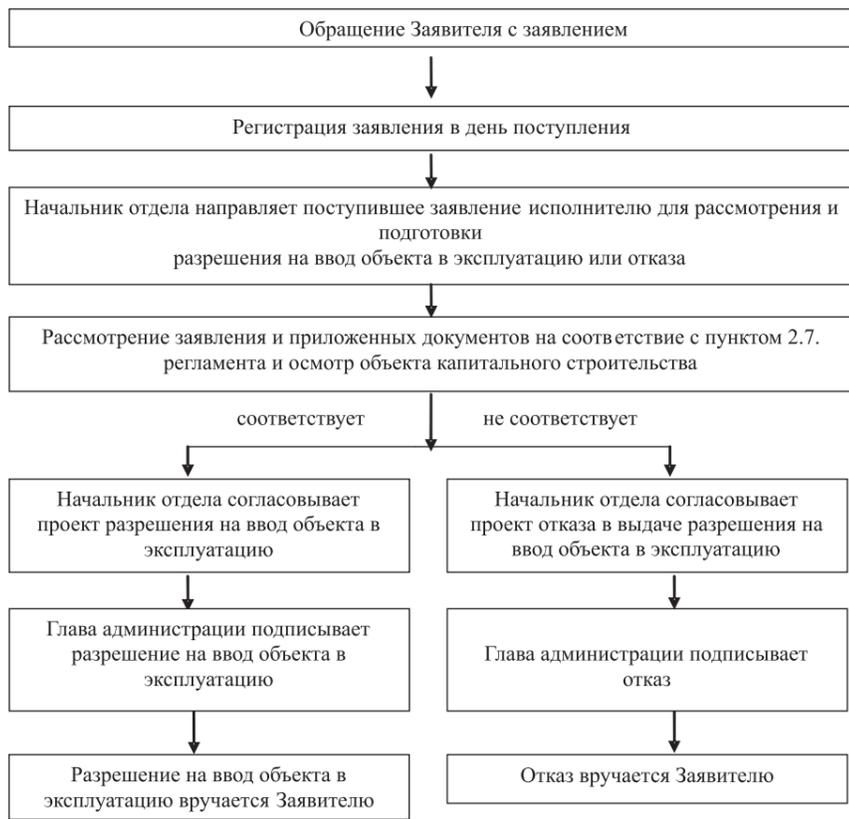 Обращение Заявителя с заявлением
Регистрация заявления в день поступления
Начальник отдела направляет поступившее заявление исполнителю для рассмотрения и
подготовки
разрешения на ввод объекта в эксплуатацию или отказа
Рассмотрение заявления и приложенных документов на соответствие с пунктом 2.7.
регламента и осмотр объекта капитального строительства
соответствует
не соответствует
Начальник отдела согласовывает
проект разрешения на ввод объекта в
эксплуатацию
Начальник отдела согласовывает
проект отказа в выдаче разрешения на
ввод объекта в эксплуатацию
Глава администрации подписывает
разрешение на ввод объекта в
эксплуатацию
Глава администрации подписывает
отказ
Разрешение на ввод объекта в
эксплуатацию вручается Заявителю
Отказ вручается Заявителю